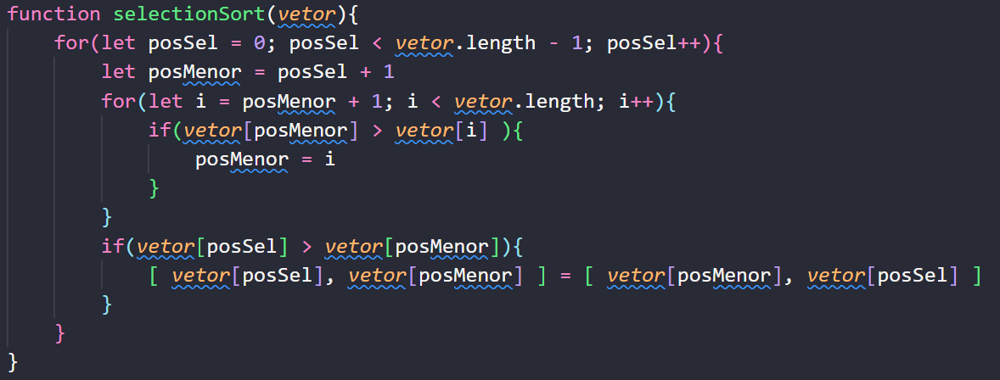 function selectionSort(vetor){
    for(let posSel = 0; posSel < vetor.length - 1; posSel++){
        let posMenor = posSel + 1
        for(let i = posMenor + 1; i < vetor.length; i++){
            if(vetor[posMenor] > vetor[i] ){
                posMenor = i
            }
        }
        if(vetor[posSel] > vetor[posMenor]){
            [ vetor[posSel], vetor[posMenor] ] = [ vetor[posMenor], vetor[posSel] ]
        }
    }
}